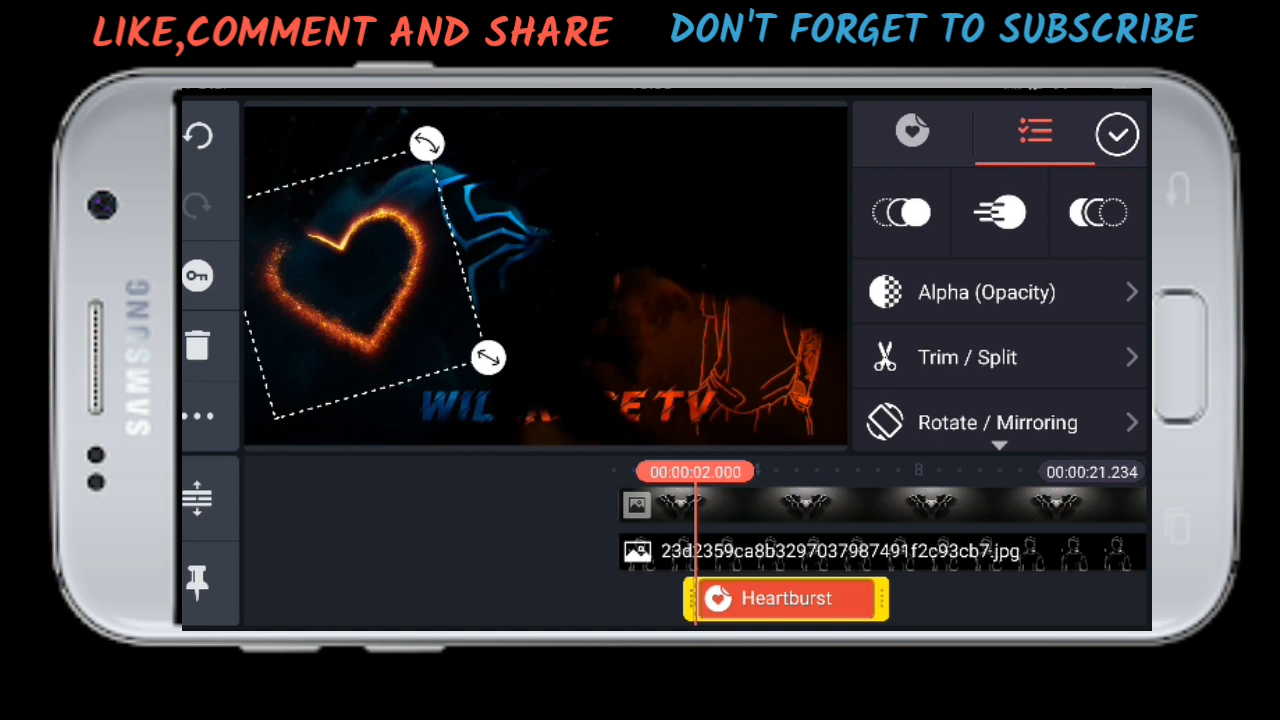 LIKE,COMMENT AND SHARE
DON'T FORGET TO SUBSCRIBE
SAMSUNG
Alpha (Opacity)
Trim / Split
Rotate / Mirroring
00:00:02.000
8
00:00:21.234
23d2359ca8b3297037987491f2c93cb7.jpg
Heartburst